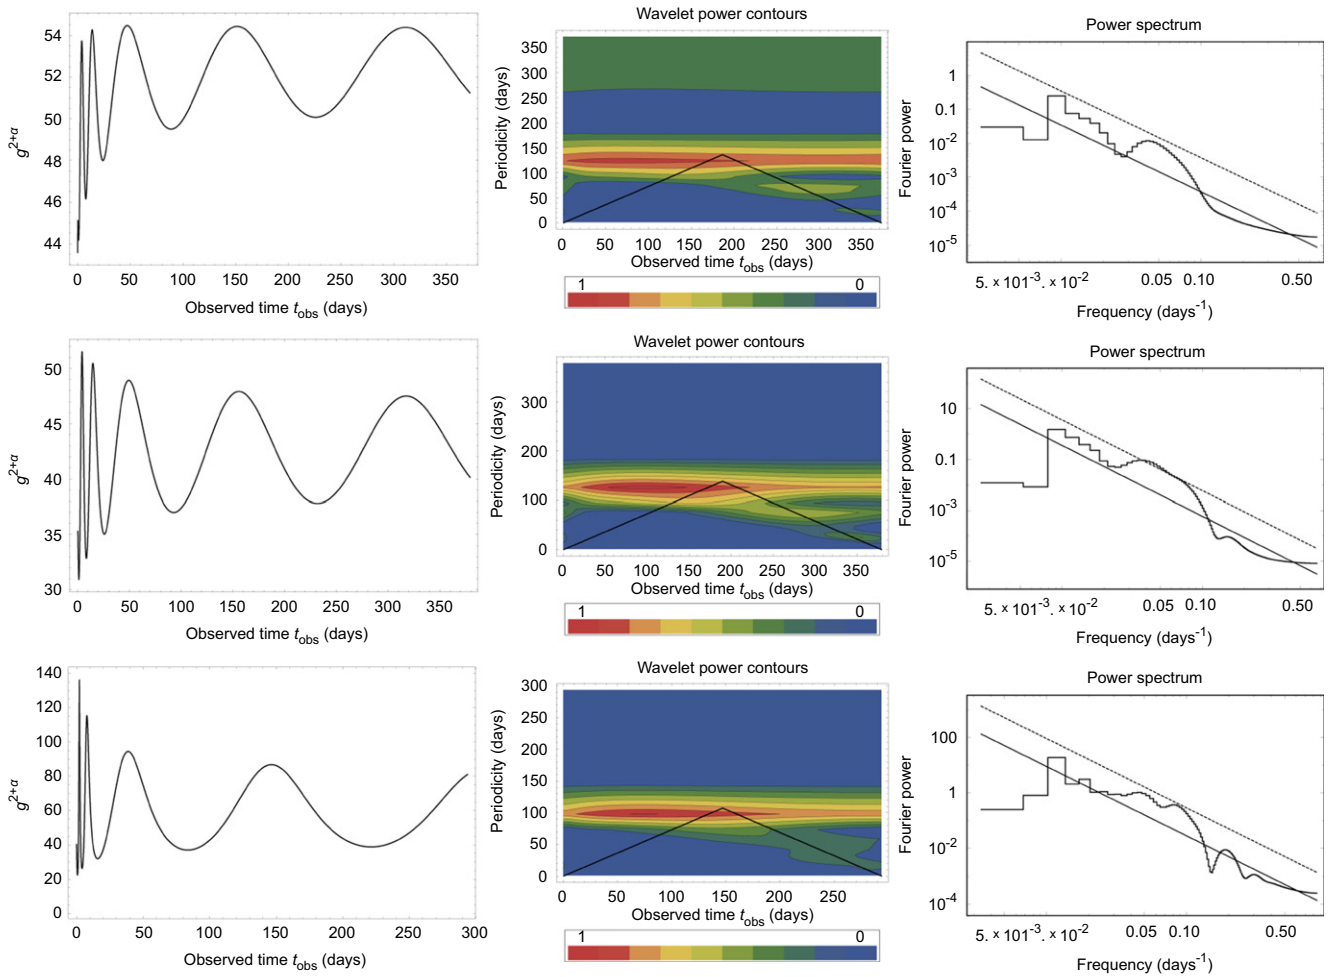 Wavelet power contours
Power spectrum
54
52
50
48
46
44
g^{2+α}
0 50 100 150 200 250 300 350
Observed time t_obs (days)
350
300
250
200
150
100
50
0
Periodicity (days)
0 50 100 150 200 250 300 350
Observed time t_obs (days)
1 0
1
0.1
10^{-2}
10^{-3}
10^{-4}
10^{-5}
Fourier power
5. × 10^{-3}. × 10^{-2} 0.05 0.10 0.50
Frequency (days^{-1})
Wavelet power contours
Power spectrum
50
45
40
35
30
g^{2+α}
0 50 100 150 200 250 300 350
Observed time t_obs (days)
300
200
100
0
Periodicity (days)
0 50 100 150 200 250 300 350
Observed time t_obs (days)
1 0
10
0.1
10^{-3}
10^{-5}
Fourier power
5. × 10^{-3}. × 10^{-2} 0.05 0.10 0.50
Frequency (days^{-1})
Wavelet power contours
Power spectrum
140
120
100
80
60
40
20
0
g^{2+α}
0 50 100 150 200 250 300
Observed time t_obs (days)
300
250
200
150
100
50
0
Periodicity (days)
0 50 100 150 200 250
Observed time t_obs (days)
1 0
100
1
10^{-2}
10^{-4}
Fourier power
5. × 10^{-3}. × 10^{-2} 0.05 0.10 0.50
Frequency (days^{-1})